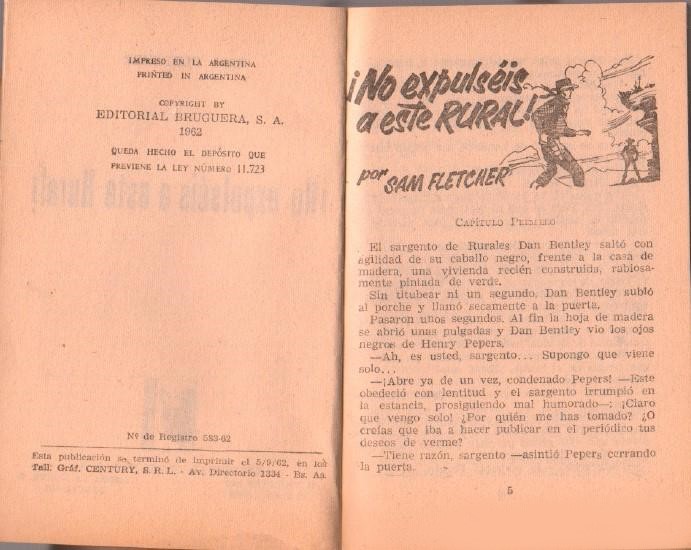 IMPRESO EN LA ARGENTINA
PRINTED IN ARGENTINA
COPYRIGHT BY
EDITORIAL BRUGUERA, S. A.
1962
QUEDA HECHO EL DEPÓSITO QUE
PREVIENE LA LEY NÚMERO 11.723
Nº de Registro 583-62
Esta publicación se terminó de imprimir el 5/9/62, en los
Tall. Gráf. CENTURY, S. R. L. - Av. Directorio 1334 - Bs. As.
¡No expulséis
a este RURAL!
por SAM FLETCHER
CAPÍTULO PRIMERO
El sargento de Rurales Dan Bentley saltó con
agilidad de su caballo negro, frente a la casa de
madera, una vivienda recién construida, rabiosa-
mente pintada de verde.
Sin titubear ni un segundo, Dan Bentley subió
al porche y llamó secamente a la puerta.
Pasaron unos segundos. Al fin la hoja de madera
se abrió unas pulgadas y Dan Bentley vio los ojos
negros de Henry Pepers.
—Ah, es usted, sargento... Supongo que viene
solo...
—¡Abre ya de un vez, condenado Pepers! —Este
obedeció con lentitud y el sargento irrumpió en
la estancia, prosiguiendo mal humorado—: ¡Claro
que vengo solo! ¿Por quién me has tomado? ¿O
creías que iba a hacer publicar en el periódico tus
deseos de verme?
—Tiene razón, sargento —asintió Pepers cerrando
la puerta.
5